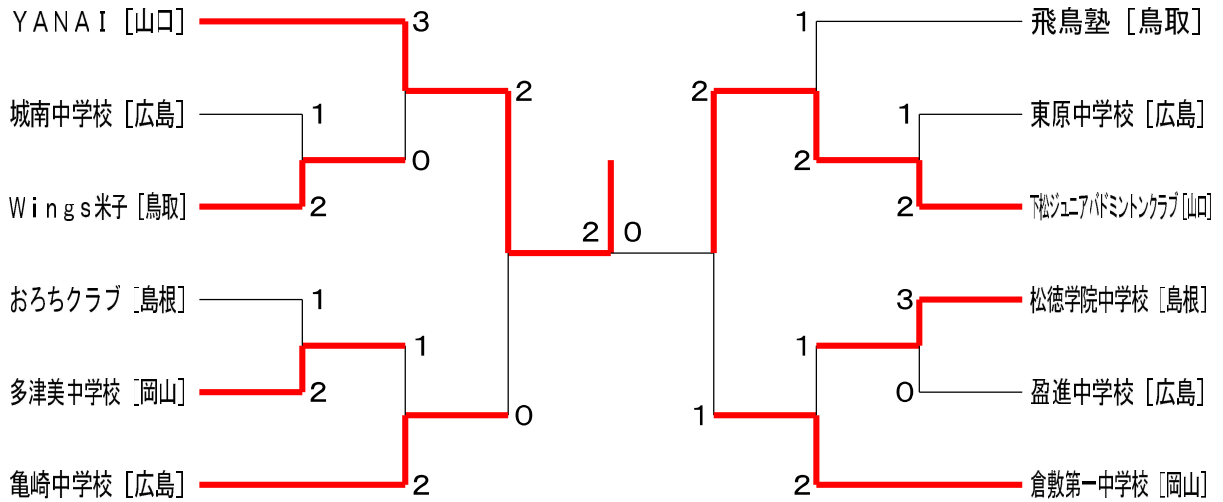 YANAI [山口]
3
1
飛鳥塾 [鳥取]
2
2
城南中学校 [広島]
1
1
東原中学校 [広島]
0
2
Wings米子 [鳥取]
2
2
下松ジュニアバドミントンクラブ [山口]
2
0
おろちクラブ [島根]
1
3
松徳学院中学校 [島根]
1
1
多津美中学校 [岡山]
2
0
盈進中学校 [広島]
0
1
亀崎中学校 [広島]
2
2
倉敷第一中学校 [岡山]